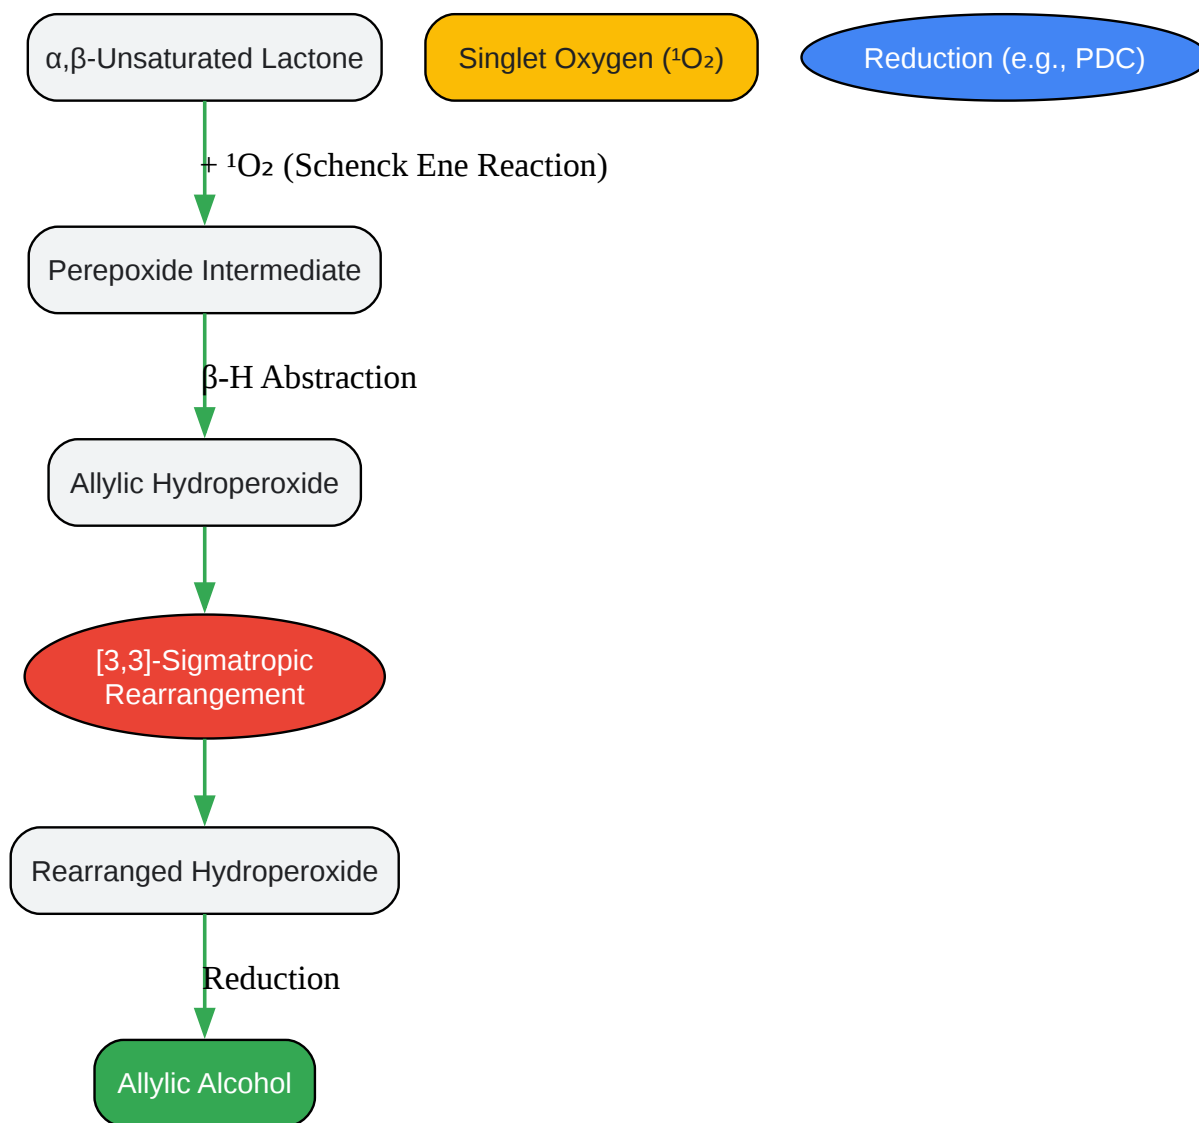 α,β-Unsaturated Lactone
Singlet Oxygen (¹O₂)
Reduction (e.g., PDC)
+ ¹O₂ (Schenck Ene Reaction)
Perepoxide Intermediate
β-H Abstraction
Allylic Hydroperoxide
[3,3]-Sigmatropic
Rearrangement
Rearranged Hydroperoxide
Reduction
Allylic Alcohol